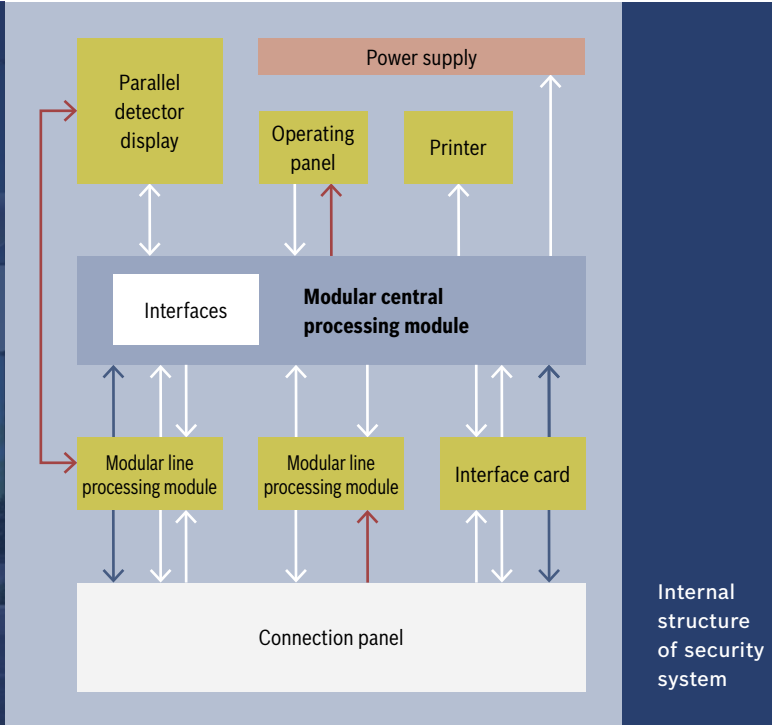 Power supply
Parallel
detector
display
Operating
panel
Printer
Interfaces
Modular central
processing module
Modular line
processing module
Modular line
processing module
Interface card
Connection panel
Internal
structure
of security
system